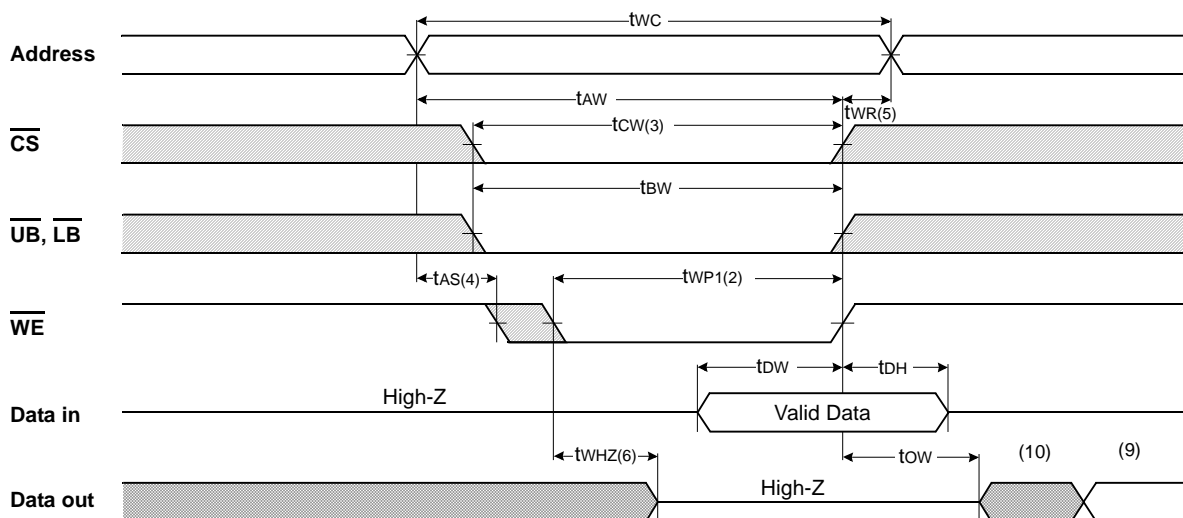 tWC
Address
tAW
tWR(5)
tCW(3)
CS
tBW
UB, LB
tAS(4)
tWP1(2)
WE
tDW
tDH
High-Z
Data in
Valid Data
tWHZ(6)
tOW
(10)
(9)
High-Z
Data out